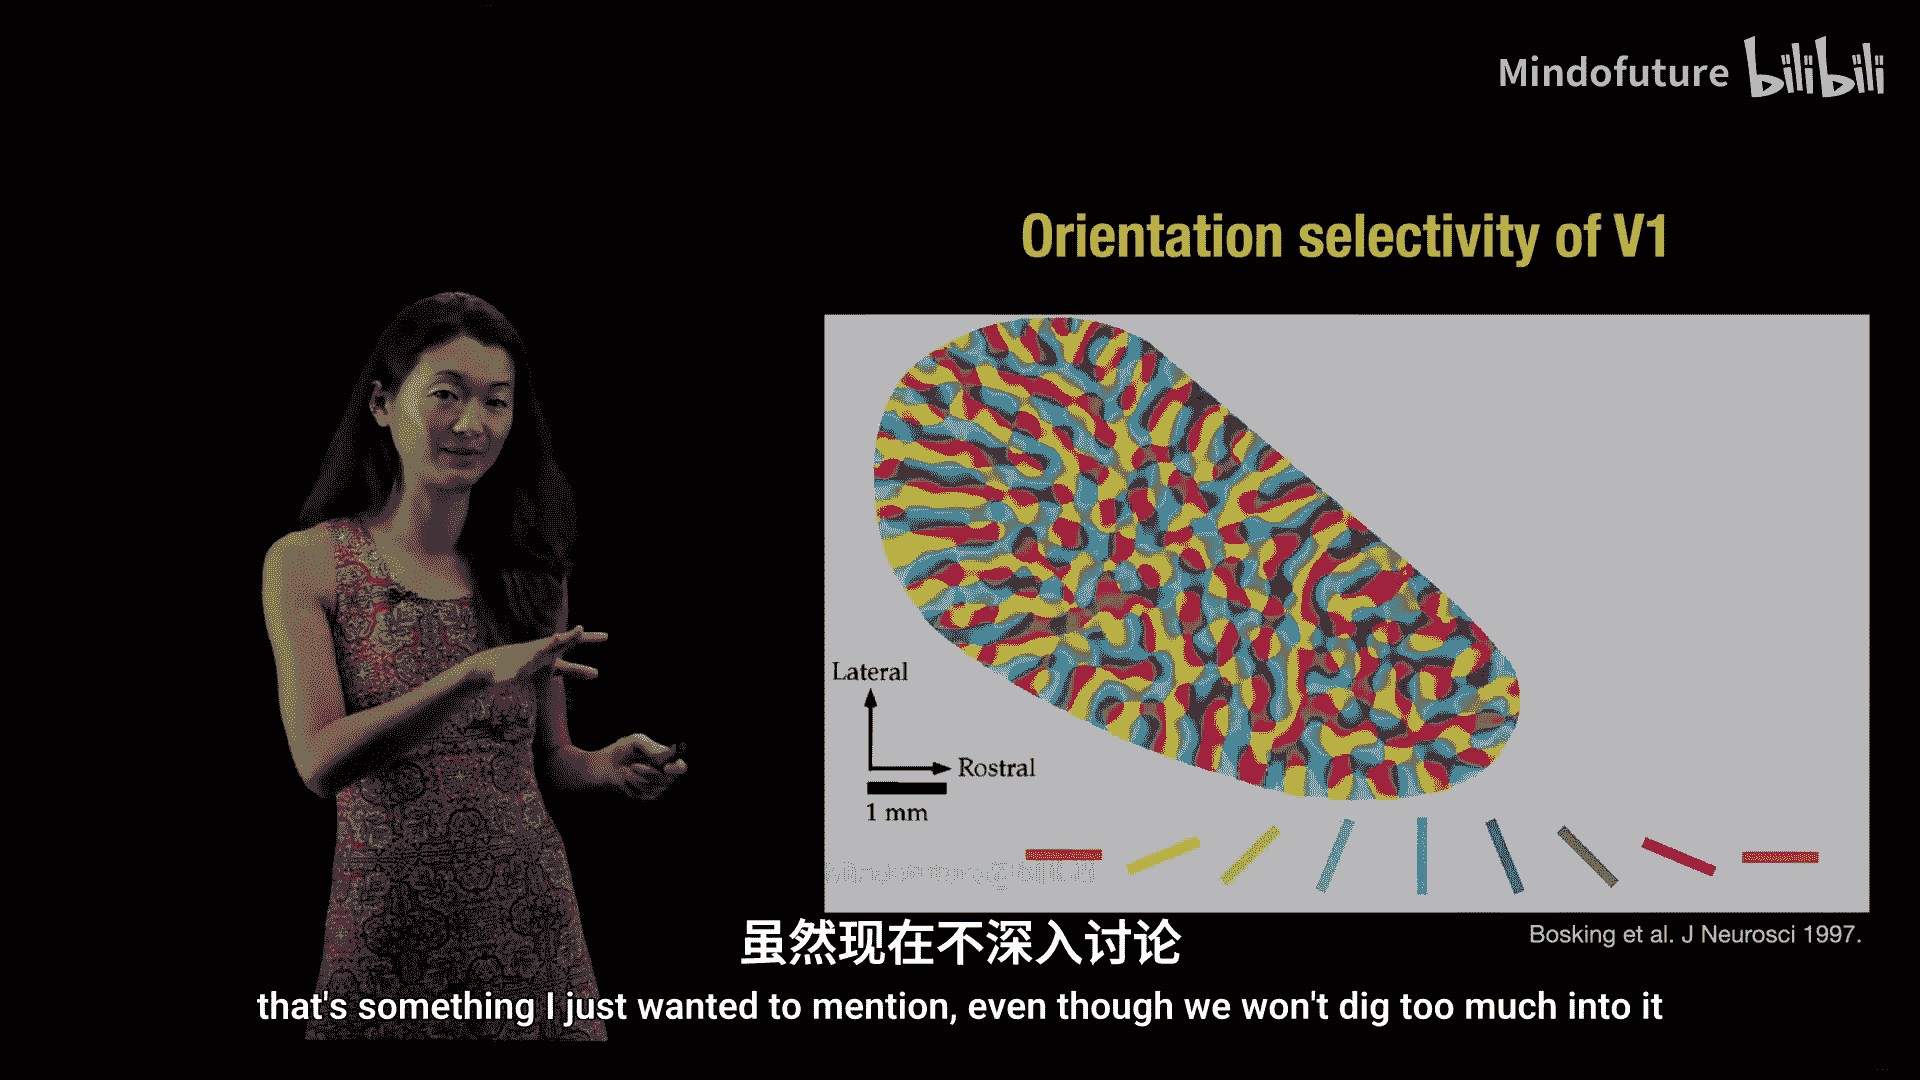 Mindofuture bilibili
Orientation selectivity of V1
Lateral
Rostral
1 mm
Bosking et al. J Neurosci 1997.
虽然现在不深入讨论
that's something I just wanted to mention, even though we won't dig too much into it